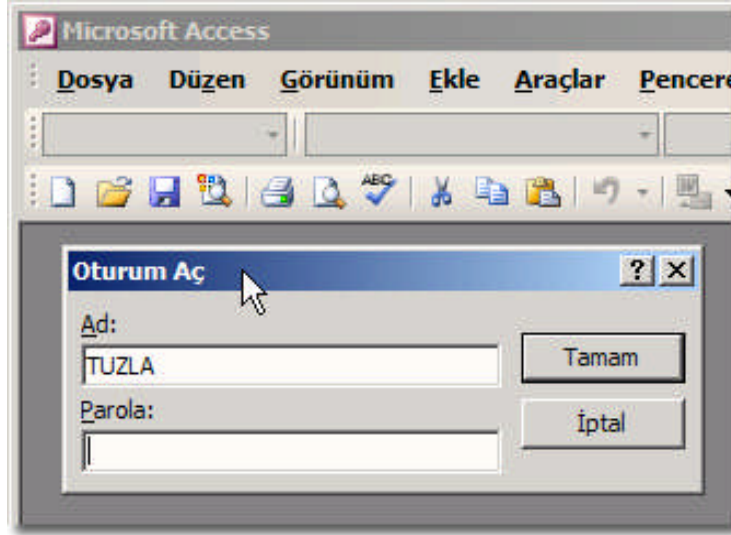 Microsoft Access
Dosya Düzen Görünüm Ekle Araçlar Pencere
ABC
Oturum Aç
Ad:
TUZLA
Tamam
Parola:
İptal